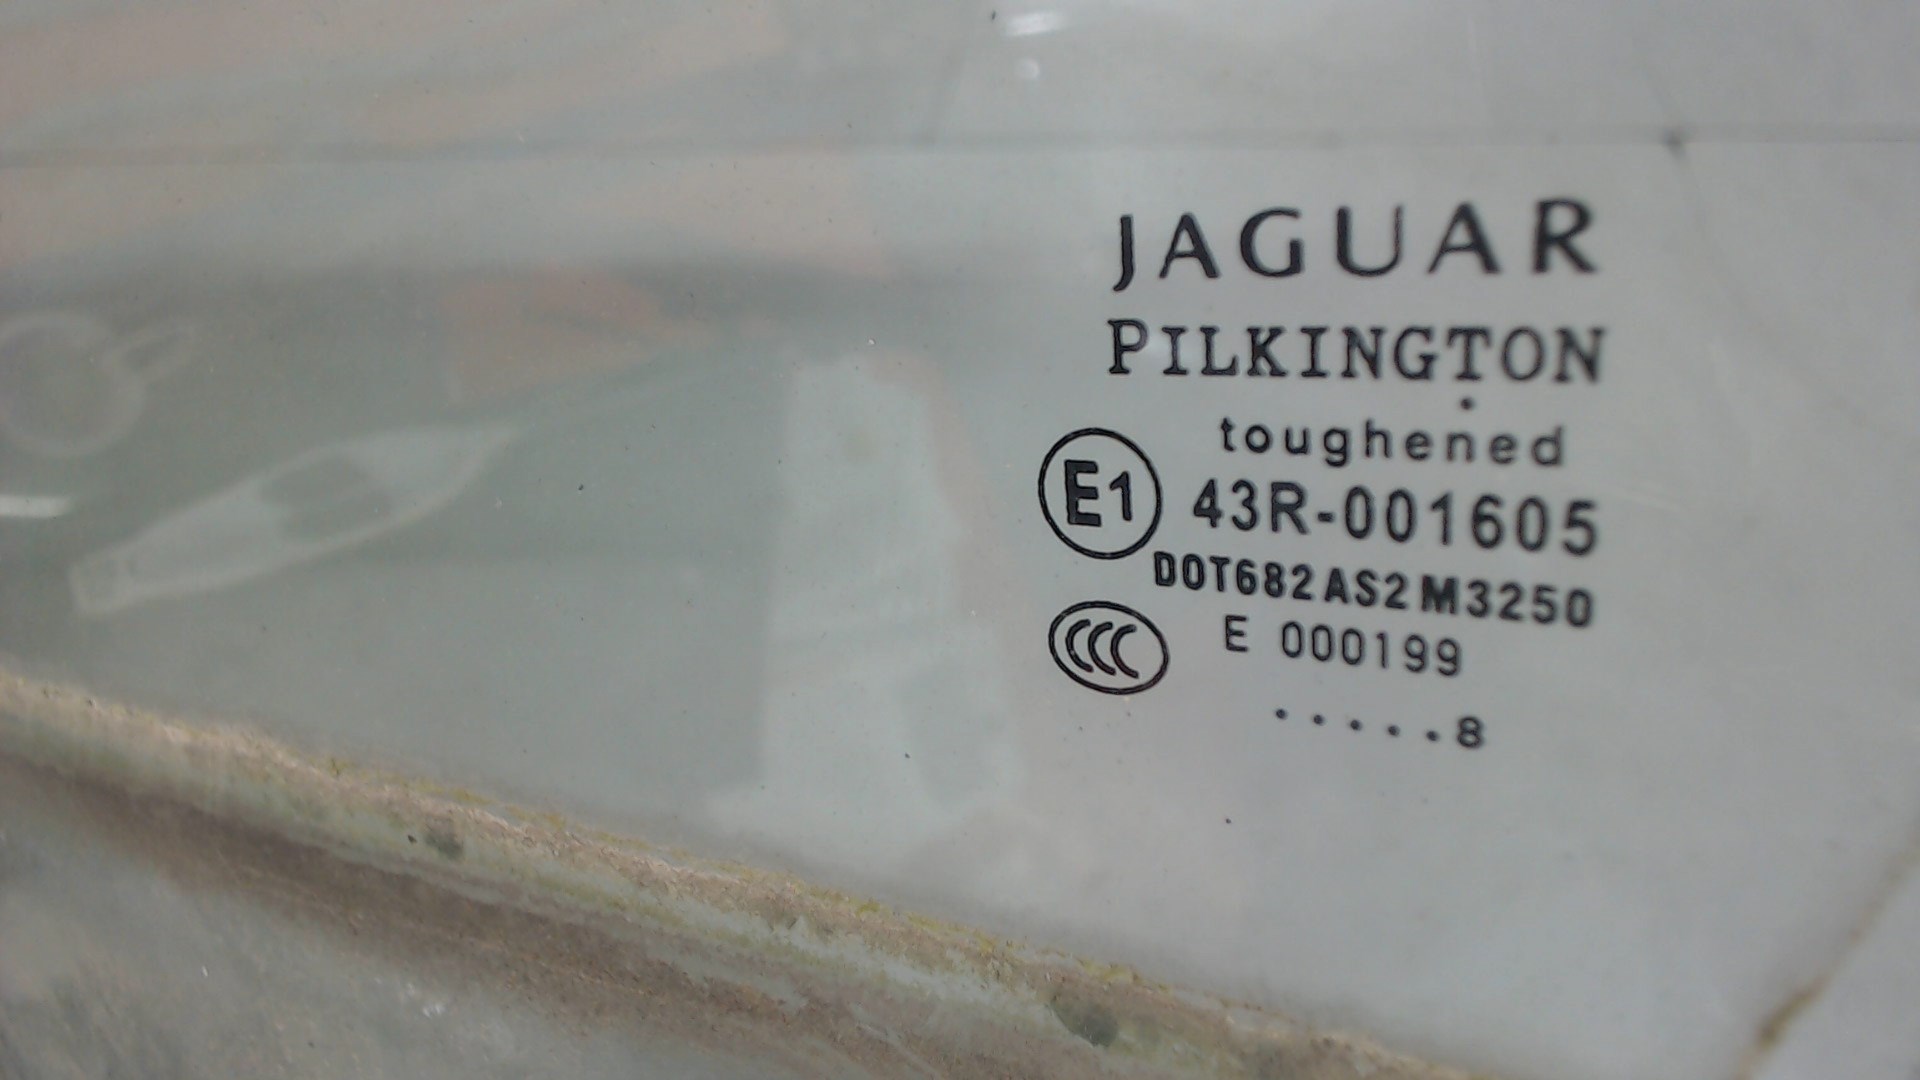 JAGUAR
PILKINGTON
.
toughened
E1 43R-001605
DOT682 AS2 M3250
CCC E 000199
.....8